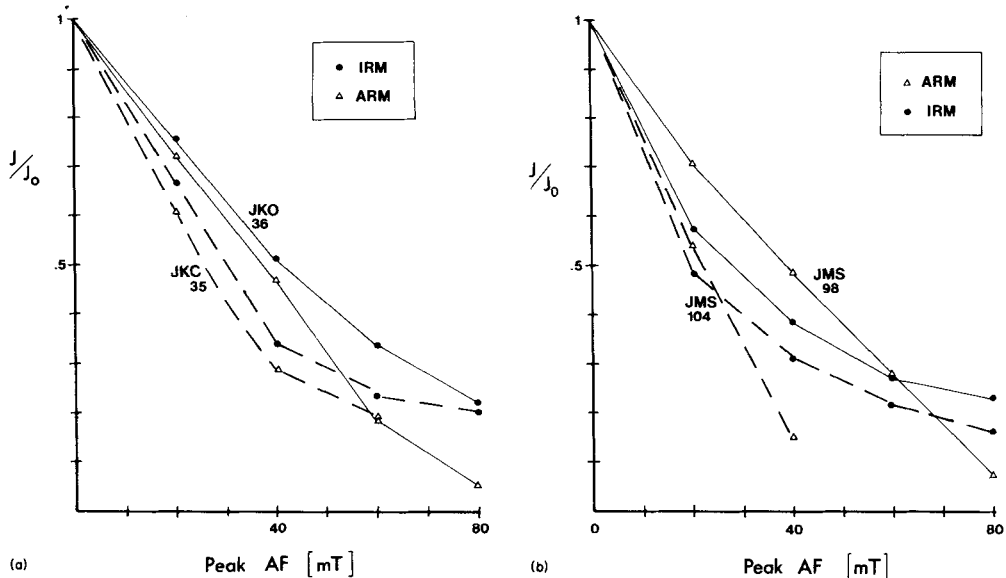 1
J/J₀
.5
IRM
ARM
JKO
36
JKC
35
40
80
(a)
Peak AF [mT]
1
J/J₀
.5
ARM
IRM
JMS
98
JMS
104
0
40
80
(b)
Peak AF [mT]